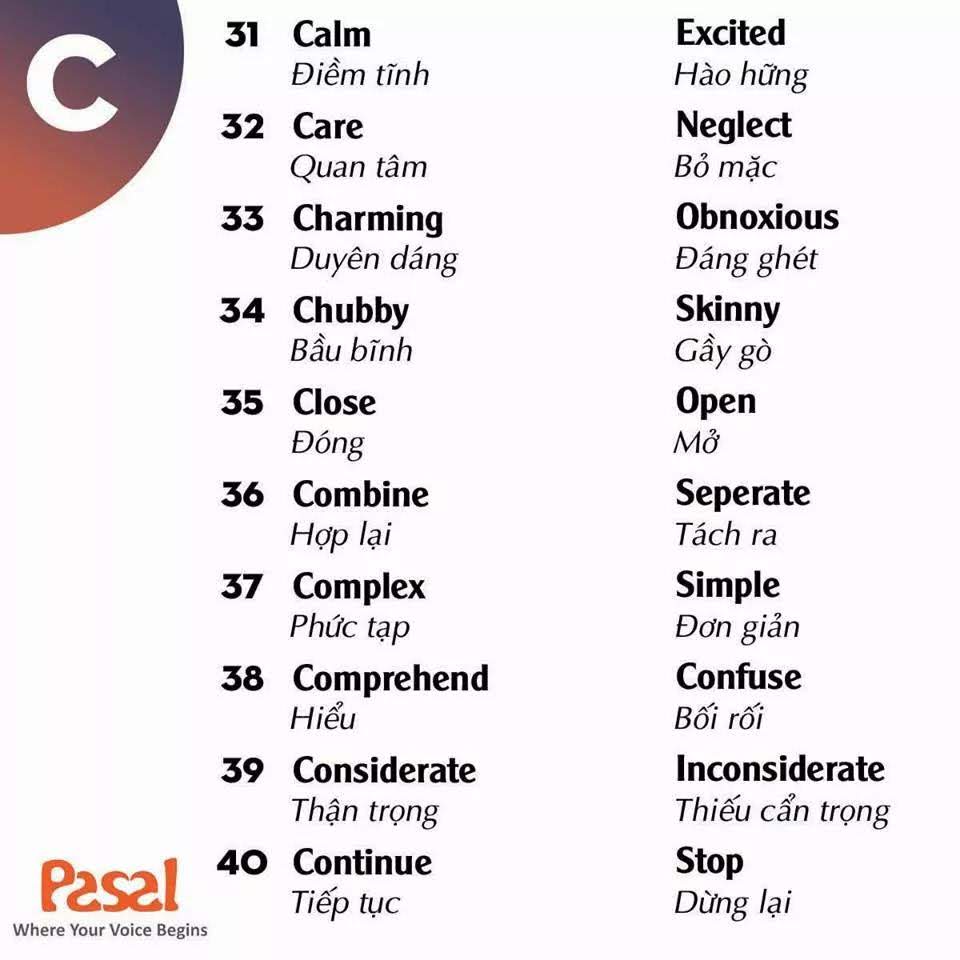 C
31 Calm Excited
Điềm tĩnh Hào hững
32 Care Neglect
Quan tâm Bỏ mặc
33 Charming Obnoxious
Duyên dáng Đáng ghét
34 Chubby Skinny
Bầu bĩnh Gầy gò
35 Close Open
Đóng Mở
36 Combine Seperate
Hợp lại Tách ra
37 Complex Simple
Phức tạp Đơn giản
38 Comprehend Confuse
Hiểu Bối rối
39 Considerate Inconsiderate
Thận trọng Thiếu cẩn trọng
40 Continue Stop
Tiếp tục Dừng lại
Pasal
Where Your Voice Begins